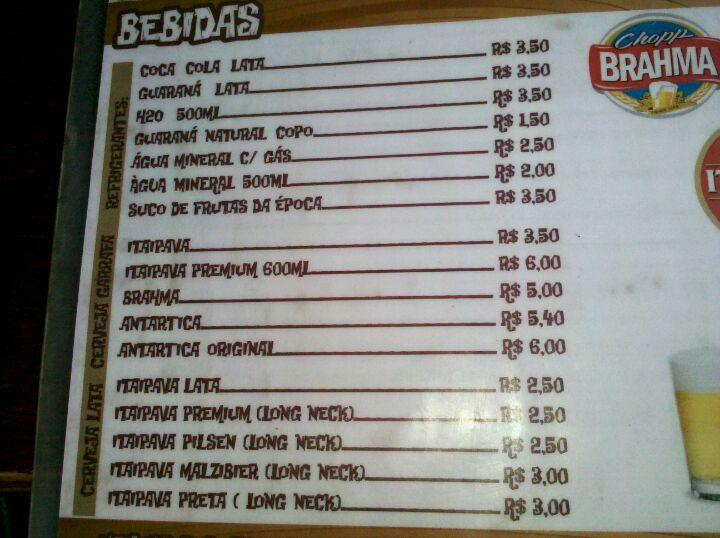 BEBIDAS
Chopp
BRAHMA
REFRIGERANTES:
COCA COLA LATA R$ 3,50
GUARANÁ LATA R$ 3,50
H2O 500ML R$ 3,50
GUARANÁ NATURAL COPO R$ 1,50
ÁGUA MINERAL C/ GÁS R$ 2,50
ÀGUA MINERAL 500ML R$ 2,00
SUCO DE FRUTAS DA ÉPOCA R$ 3,50
CERVEJA GARRAFA
ITAIPAVA R$ 3,50
ITAIPAVA PREMIUM 600ML R$ 6,00
BRAHMA R$ 5,00
ANTARTICA R$ 5,40
ANTARTICA ORIGINAL R$ 6,00
CERVEJA LATA
ITAIPAVA LATA R$ 2,50
ITAIPAVA PREMIUM (LONG NECK) R$ 2,50
ITAIPAVA PILSEN (LONG NECK) R$ 2,50
ITAIPAVA MALZIBIER (LONG NECK) R$ 3,00
ITAIPAVA PRETA ( LONG NECK) R$ 3,00